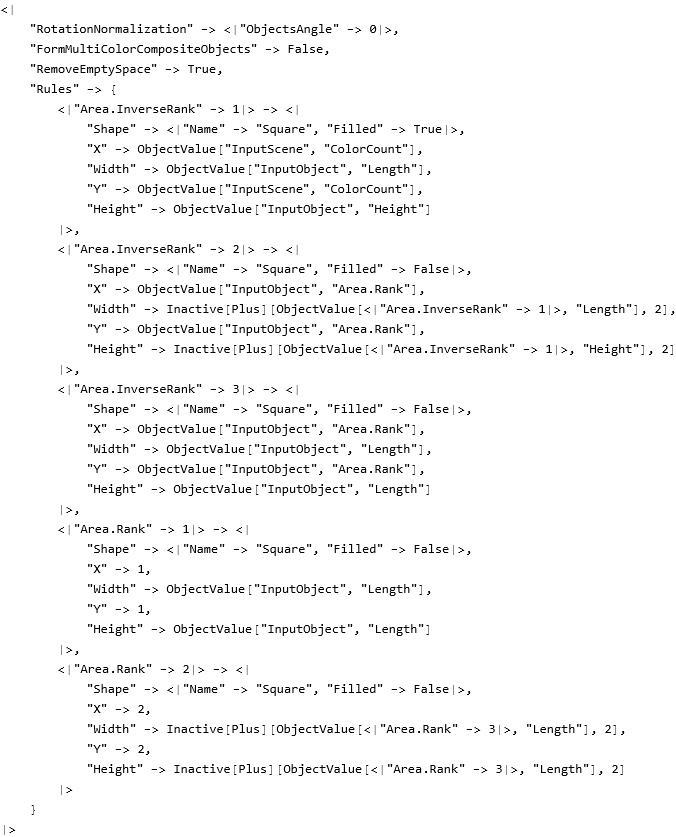 <|
"RotationNormalization" -> <|"ObjectsAngle" -> 0|>,
"FormMultiColorCompositeObjects" -> False,
"RemoveEmptySpace" -> True,
"Rules" -> {
<|"Area.InverseRank" -> 1|> -> <|
"Shape" -> <|"Name" -> "Square", "Filled" -> True|>,
"X" -> ObjectValue["InputScene", "ColorCount"],
"Width" -> ObjectValue["InputObject", "Length"],
"Y" -> ObjectValue["InputScene", "ColorCount"],
"Height" -> ObjectValue["InputObject", "Height"]
|>,
<|"Area.InverseRank" -> 2|> -> <|
"Shape" -> <|"Name" -> "Square", "Filled" -> False|>,
"X" -> ObjectValue["InputObject", "Area.Rank"],
"Width" -> Inactive[Plus][ObjectValue[<|"Area.InverseRank" -> 1|>, "Length"], 2],
"Y" -> ObjectValue["InputObject", "Area.Rank"],
"Height" -> Inactive[Plus][ObjectValue[<|"Area.InverseRank" -> 1|>, "Height"], 2]
|>,
<|"Area.InverseRank" -> 3|> -> <|
"Shape" -> <|"Name" -> "Square", "Filled" -> False|>,
"X" -> ObjectValue["InputObject", "Area.Rank"],
"Width" -> ObjectValue["InputObject", "Length"],
"Y" -> ObjectValue["InputObject", "Area.Rank"],
"Height" -> ObjectValue["InputObject", "Length"]
|>,
<|"Area.Rank" -> 1|> -> <|
"Shape" -> <|"Name" -> "Square", "Filled" -> False|>,
"X" -> 1,
"Width" -> ObjectValue["InputObject", "Length"],
"Y" -> 1,
"Height" -> ObjectValue["InputObject", "Length"]
|>,
<|"Area.Rank" -> 2|> -> <|
"Shape" -> <|"Name" -> "Square", "Filled" -> False|>,
"X" -> 2,
"Width" -> Inactive[Plus][ObjectValue[<|"Area.Rank" -> 3|>, "Length"], 2],
"Y" -> 2,
"Height" -> Inactive[Plus][ObjectValue[<|"Area.Rank" -> 3|>, "Length"], 2]
|>
}
|>